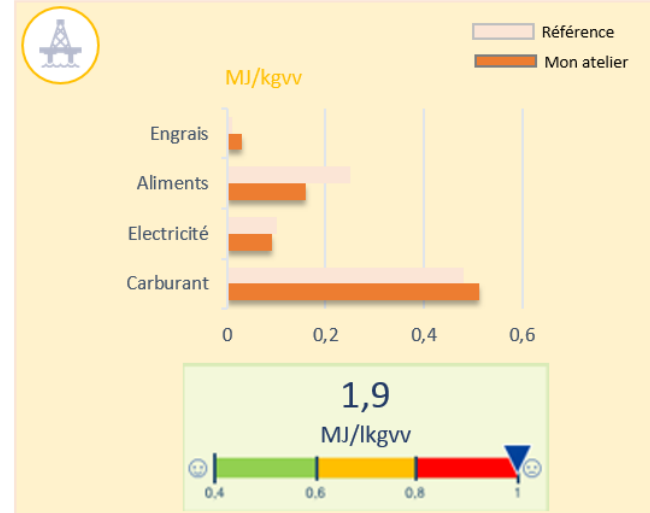 Référence
Mon atelier
MJ/kgvv
Engrais
Aliments
Electricité
Carburant
0 0,2 0,4 0,6
1,9
MJ/lkgvv
0,4 0,6 0,8 1